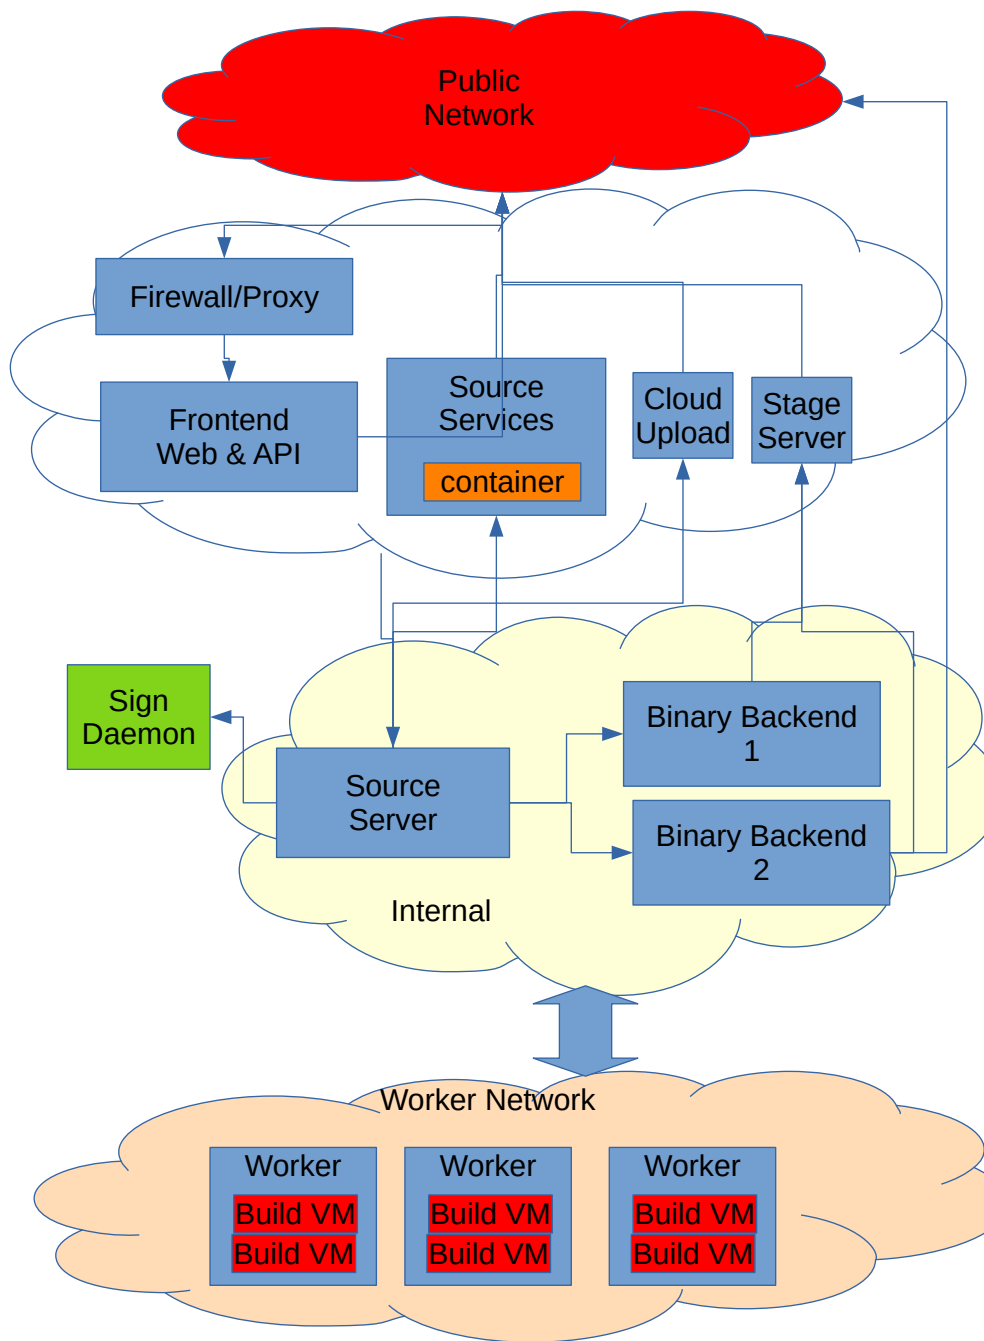 Public
Network
Firewall/Proxy
Frontend
Web & API
Source
Services
container
Cloud
Upload
Stage
Server
Sign
Daemon
Source
Server
Binary Backend
1
Binary Backend
2
Internal
Worker Network
Worker
Build VM
Build VM
Worker
Build VM
Build VM
Worker
Build VM
Build VM